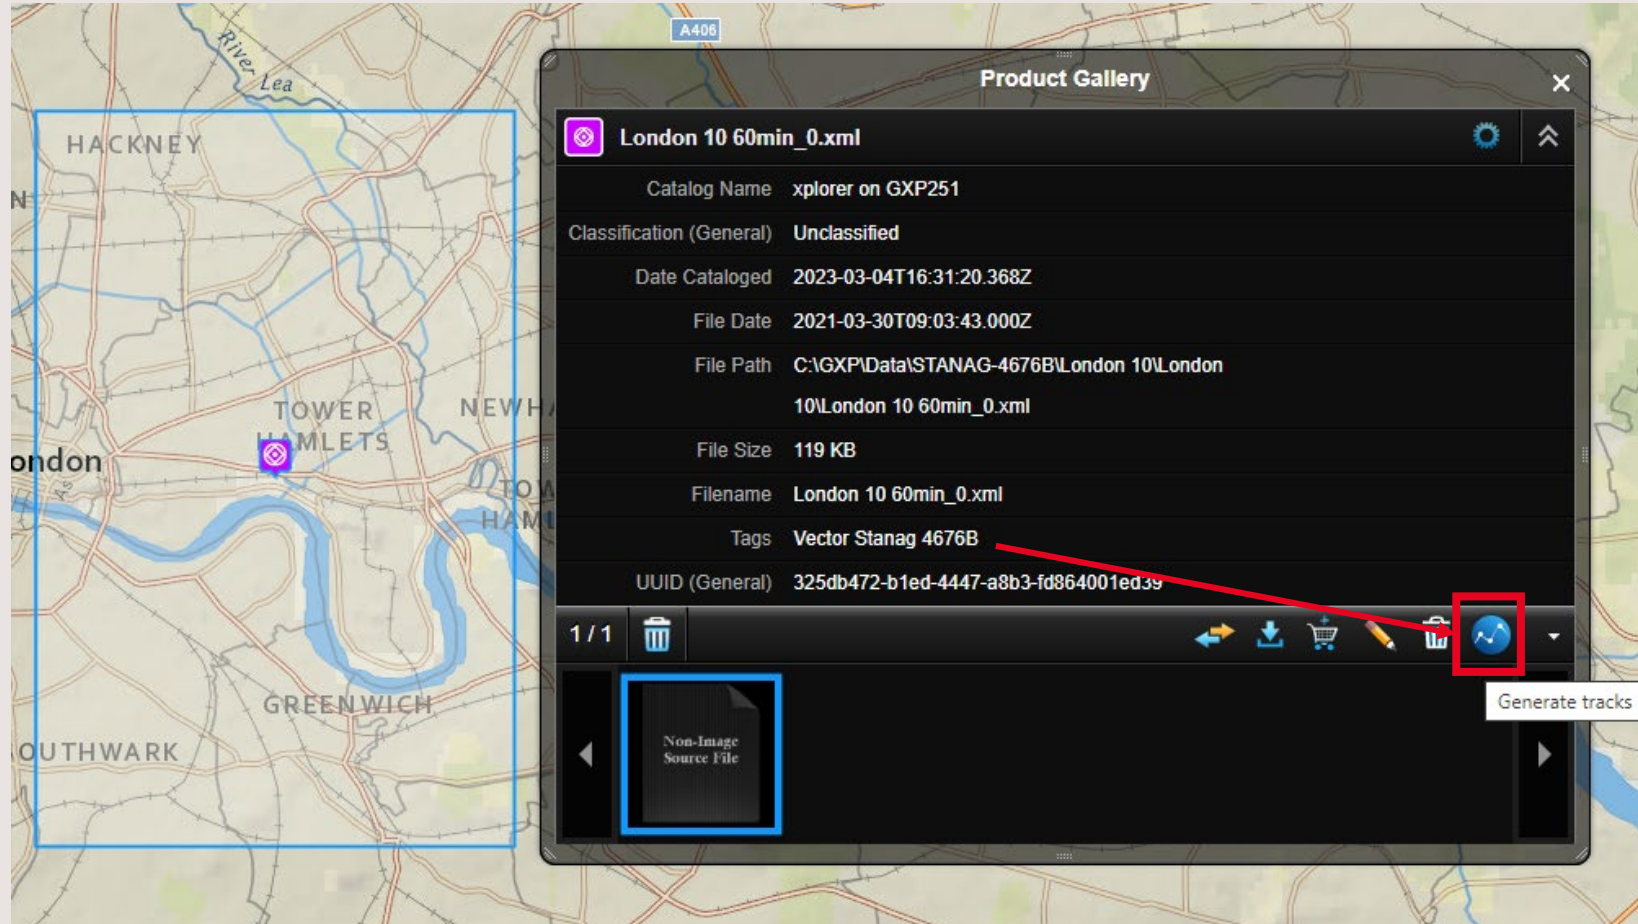 A406
River
Lea
HACKNEY
N
TOWER
HAMLETS
NEWH
ondon
As
TOW
HAML
GREENWICH
OUTHWARK
Product Gallery
London 10 60min_0.xml
Catalog Name xplorer on GXP251
Classification (General) Unclassified
Date Cataloged 2023-03-04T16:31:20.368Z
File Date 2021-03-30T09:03:43.000Z
File Path C:\GXP\Data\STANAG-4676B\London 10\London
10\London 10 60min_0.xml
File Size 119 KB
Filename London 10 60min_0.xml
Tags Vector Stanag 4676B
UUID (General) 325db472-b1ed-4447-a8b3-fd864001ed39
1 / 1
Generate tracks
Non-Image
Source File